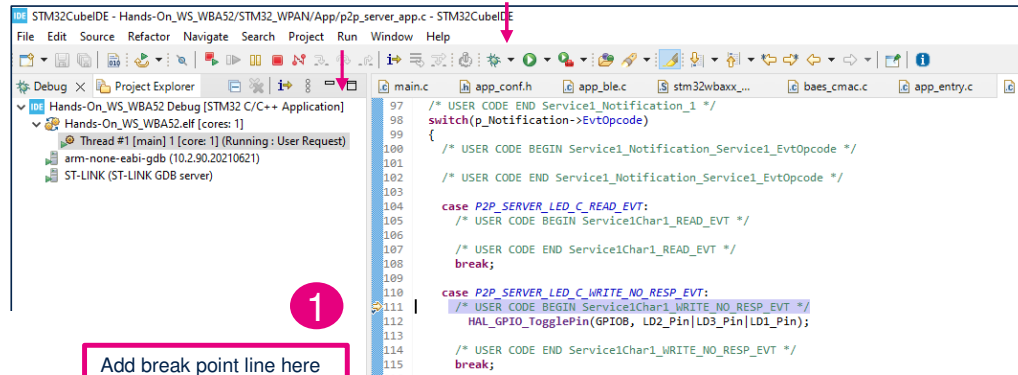 IDE STM32CubeIDE - Hands-On_WS_WBA52/STM32_WPAN/App/p2p_server_app.c - STM32CubeIDE
File Edit Source Refactor Navigate Search Project Run Window Help
Debug Project Explorer
main.c app_conf.h app_ble.c stm32wbaxx_... baes_cmac.c app_entry.c
IDE Hands-On_WS_WBA52 Debug [STM32 C/C++ Application]
Hands-On_WS_WBA52.elf [cores: 1]
Thread #1 [main] 1 [core: 1] (Running : User Request)
arm-none-eabi-gdb (10.2.90.20210621)
ST-LINK (ST-LINK GDB server)
97 /* USER CODE END Service1_Notification_1 */
98 switch(p_Notification->EvtOpcode)
99 {
100 /* USER CODE BEGIN Service1_Notification_Service1_EvtOpcode */
101
102 /* USER CODE END Service1_Notification_Service1_EvtOpcode */
103
104 case P2P_SERVER_LED_C_READ_EVT:
105 /* USER CODE BEGIN Service1Char1_READ_EVT */
106
107 /* USER CODE END Service1Char1_READ_EVT */
108 break;
109
110 case P2P_SERVER_LED_C_WRITE_NO_RESP_EVT:
111 /* USER CODE BEGIN Service1Char1_WRITE_NO_RESP_EVT */
112 HAL_GPIO_TogglePin(GPIOB, LD2_Pin|LD3_Pin|LD1_Pin);
113
114 /* USER CODE END Service1Char1_WRITE_NO_RESP_EVT */
115 break;
1
Add break point line here